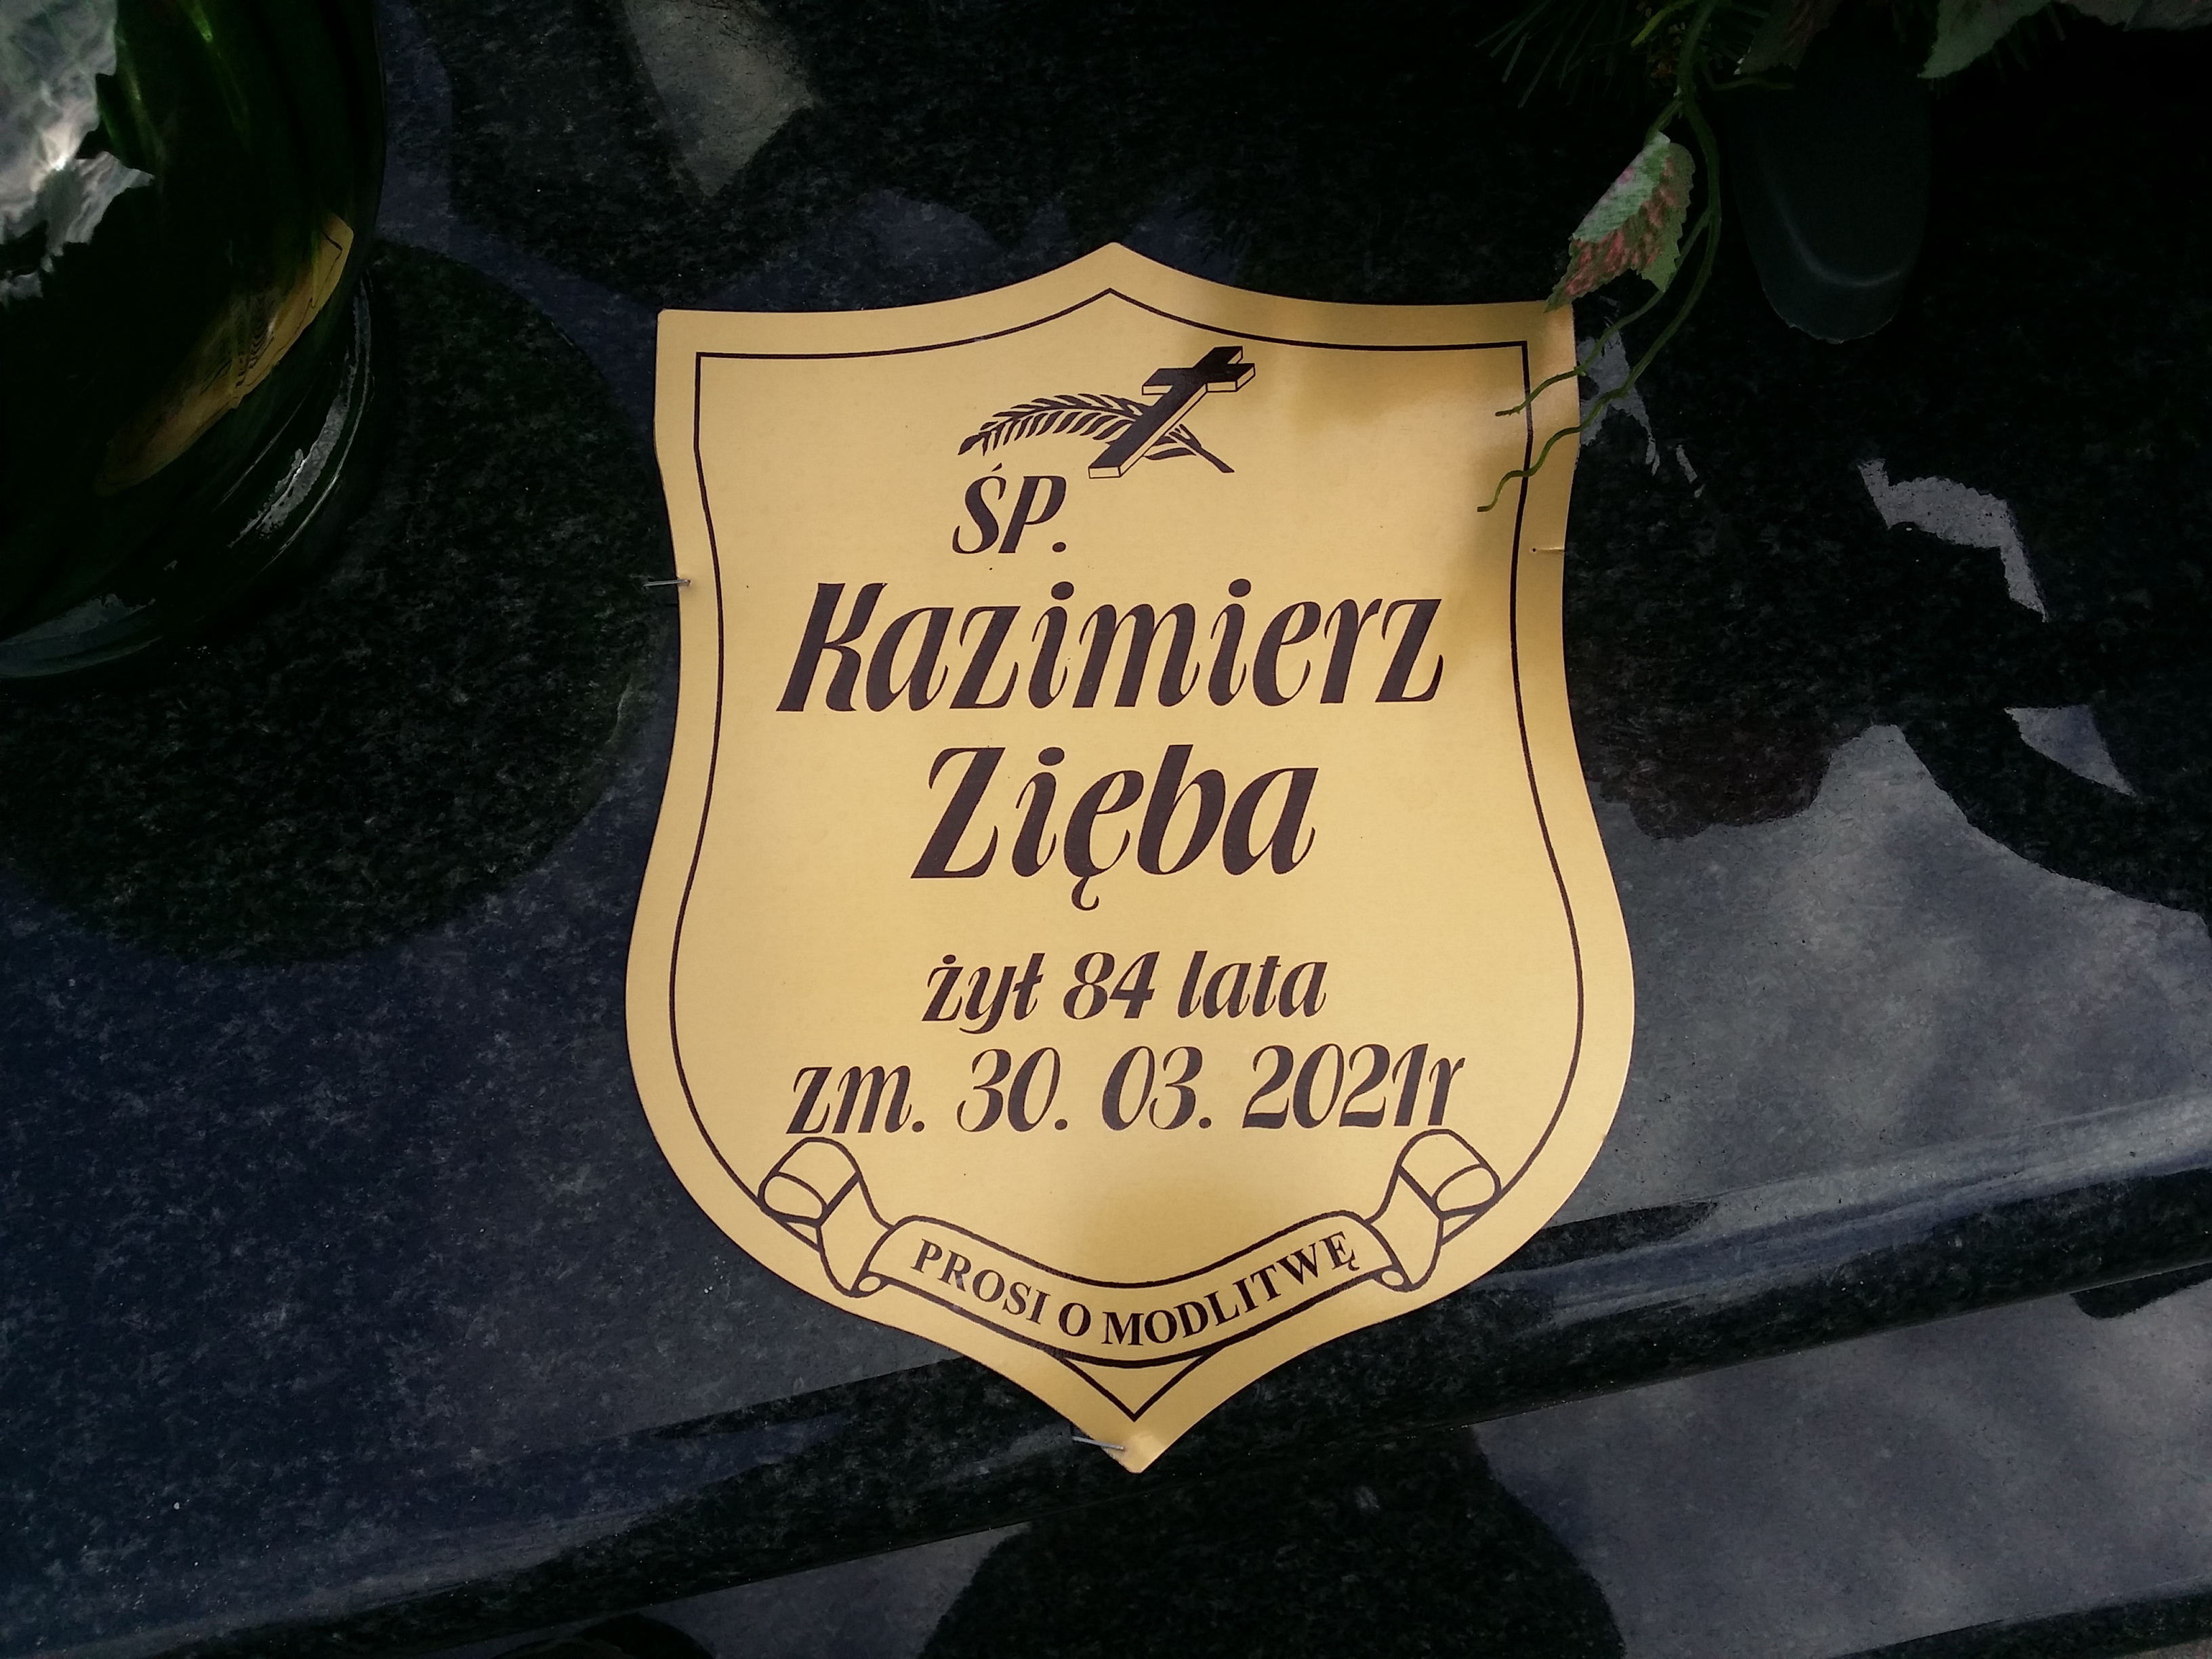 ŚP.
Kazimierz
Zięba
żył 84 lata
zm. 30. 03. 2021r
PROSI O MODLITWĘ